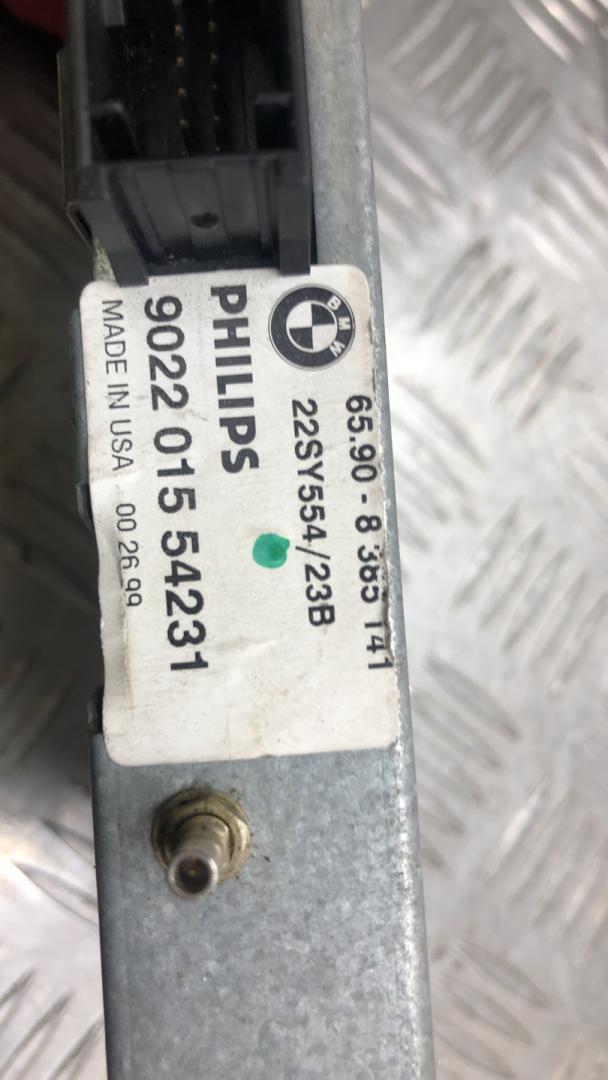 BMW
65.90 - 8 385 141
22SY554/23B
PHILIPS
9022 015 54231
MADE IN USA 00 26 99